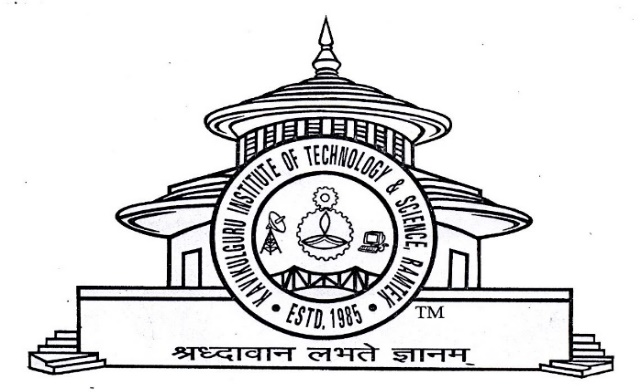 KAVIKULGURU INSTITUTE OF TECHNOLOGY & SCIENCE, RAMTEK
• ESTD, 1985 •
TM
श्रध्दावान लभते ज्ञानम्